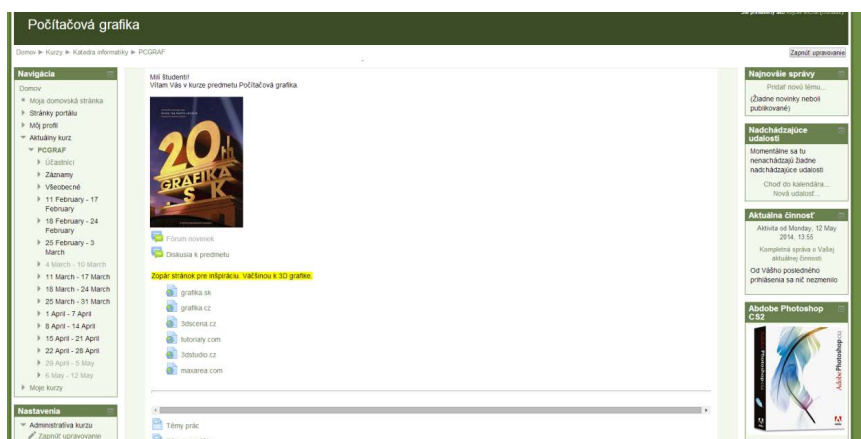 Počítačová grafika
Domov ► Kurzy ► Katedra informatiky ► PCGRAF
Zapnúť upravovanie
Navigácia
Domov
Moja domovská stránka
Stránky portálu
Môj profil
Aktuálny kurz
PCGRAF
Účastníci
Záznamy
Všeobecné
11 February - 17
February
18 February - 24
February
25 February - 3
March
4 March - 10 March
11 March - 17 March
18 March - 24 March
25 March - 31 March
1 April - 7 April
8 April - 14 April
15 April - 21 April
22 April - 28 April
29 April - 5 May
6 May - 12 May
Moje kurzy
Nastavenia
Administratíva kurzu
Zapnúť upravovanie
Milí študenti!
Vítam Vás v kurze predmetu Počítačová grafika.
20th
GRAFIKA
.SK
Fórum noviniek
Diskusia k predmetu
Zopár stránok pre inšpiráciu. Väčšinou k 3D grafike.
grafika.sk
grafika.cz
3dscena.cz
tutorialy.com
3dstudio.cz
maxarea.com
Témy prác
Najnovšie správy
Pridať novú tému...
(Žiadne novinky neboli
publikované)
Nadchádzajúce
udalosti
Momentálne sa tu
nenachádzajú žiadne
nadchádzajúce udalosti
Choď do kalendára...
Nová udalosť...
Aktuálna činnosť
Aktivita od Monday, 12 May
2014, 13:55
Kompletná správa o Vašej
aktuálnej činnosti
Od Vášho posledného
prihlásenia sa nič nezmenilo
Abdobe Photoshop
CS2
Adobe Photoshop CS2